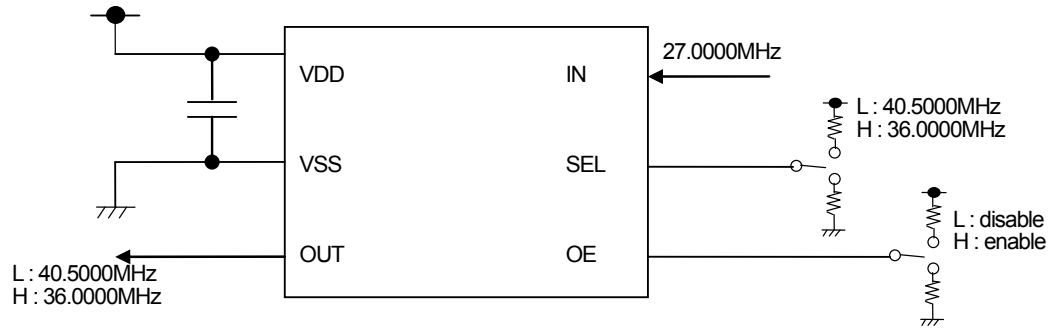 27.0000MHz
VDD
IN
L : 40.5000MHz
H : 36.0000MHz
VSS
SEL
L : disable
H : enable
OUT
OE
L : 40.5000MHz
H : 36.0000MHz